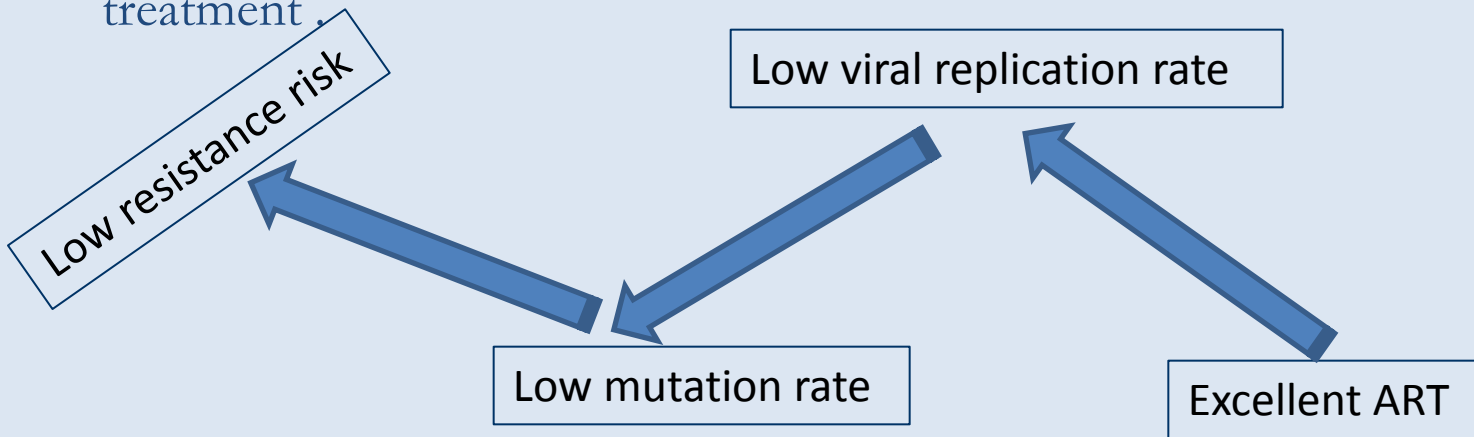 treatment .
Low resistance risk
Low viral replication rate
Low mutation rate
Excellent ART